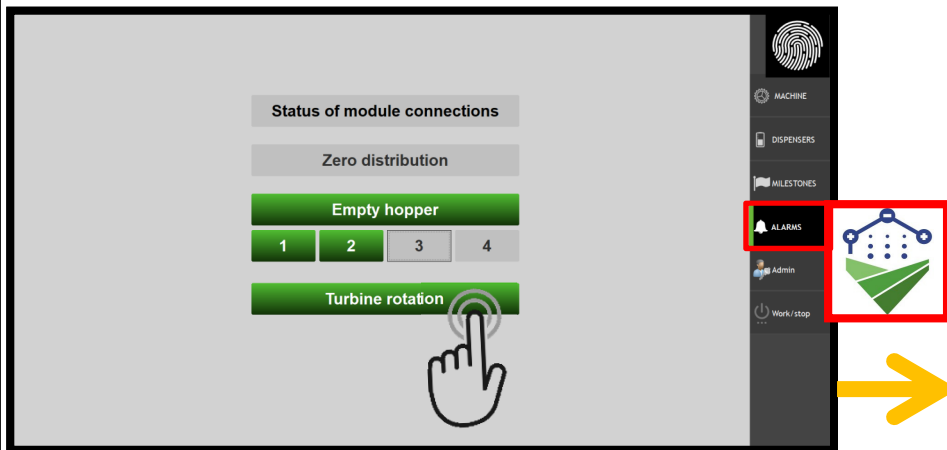 Status of module connections
Zero distribution
Empty hopper
1 2 3 4
Turbine rotation
MACHINE
DISPENSERS
MILESTONES
ALARMS
Admin
Work/stop